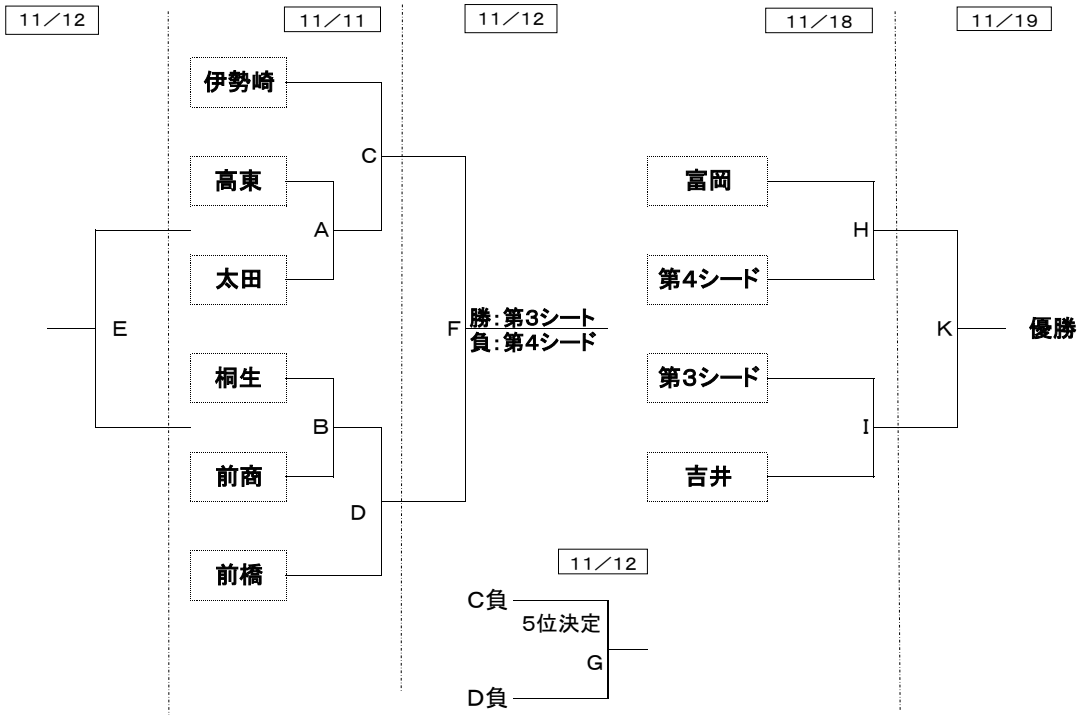 11／12
11／11
11／12
11／18
11／19
伊勢崎
C
高東
富岡
A
H
太田
第4シード
E
F
勝：第3シート
負：第4シード
K
優勝
桐生
第3シード
B
I
前商
吉井
D
11／12
前橋
C負
5位決定
G
D負